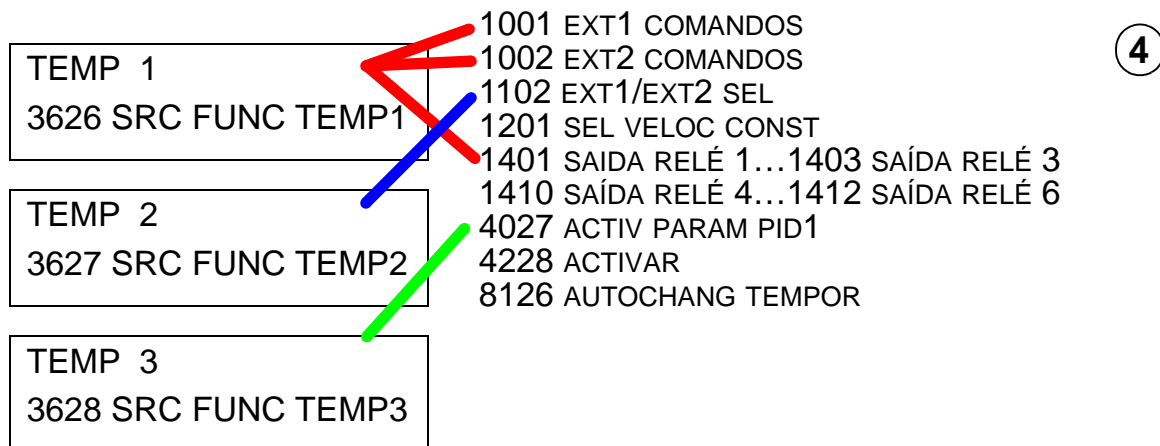 TEMP 1
3626 SRC FUNC TEMP1
TEMP 2
3627 SRC FUNC TEMP2
TEMP 3
3628 SRC FUNC TEMP3
1001 EXT1 COMANDOS
1002 EXT2 COMANDOS
1102 EXT1/EXT2 SEL
1201 SEL VELOC CONST
1401 SAIDA RELÉ 1…1403 SAÍDA RELÉ 3
1410 SAÍDA RELÉ 4…1412 SAÍDA RELÉ 6
4027 ACTIV PARAM PID1
4228 ACTIVAR
8126 AUTOCHANG TEMPOR
4